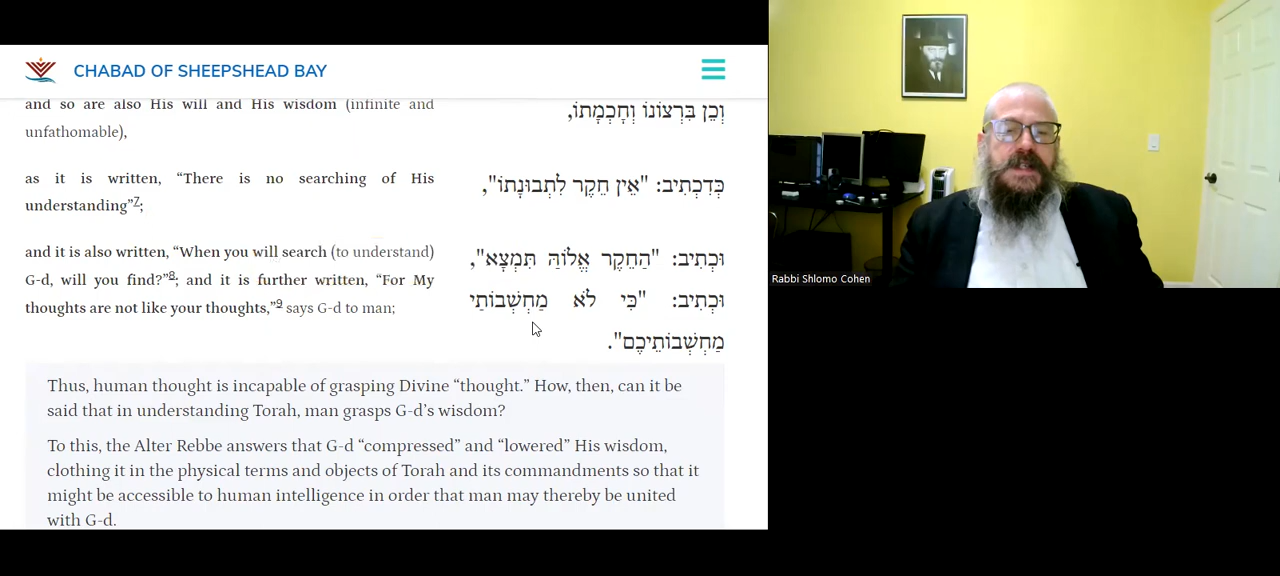 CHABAD OF SHEEPSHEAD BAY
and so are also His will and His wisdom (infinite and
unfathomable),
וְכֵן בִּרְצוֹנוֹ וְחָכְמָתוֹ,
as it is written, “There is no searching of His
understanding”7;
כְּדִכְתִיב: "אֵין חֵקֶר לִתְבוּנָתוֹ",
and it is also written, “When you will search (to understand)
G-d, will you find?”8; and it is further written, “For My
thoughts are not like your thoughts,”9 says G-d to man;
וּכְתִיב: "הַחֵקֶר אֱלוֹהַּ תִּמְצָא",
וּכְתִיב: "כִּי לֹא מַחְשְׁבוֹתַי
מַחְשְׁבוֹתֵיכֶם".
Thus, human thought is incapable of grasping Divine “thought.” How, then, can it be
said that in understanding Torah, man grasps G-d’s wisdom?
To this, the Alter Rebbe answers that G-d “compressed” and “lowered” His wisdom,
clothing it in the physical terms and objects of Torah and its commandments so that it
might be accessible to human intelligence in order that man may thereby be united
with G-d.
Rabbi Shlomo Cohen